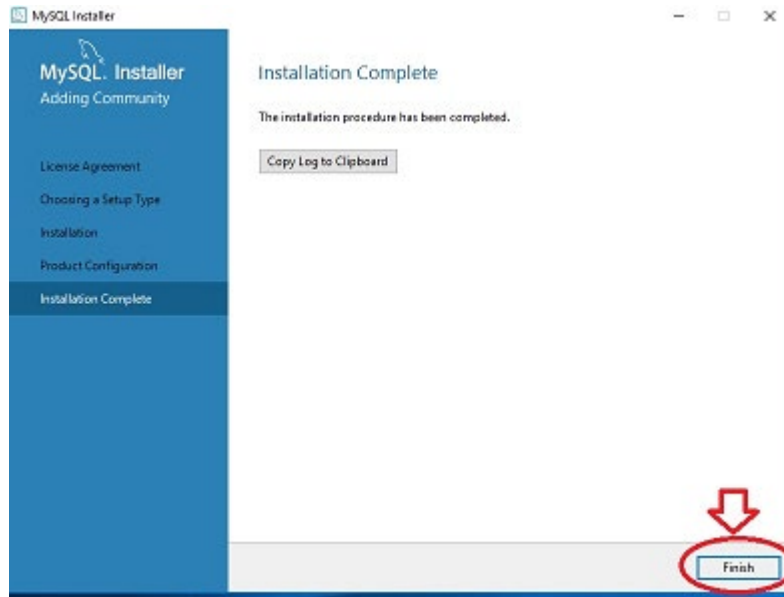 MySQL Installer
MySQL. Installer
Adding Community
License Agreement
Choosing a Setup Type
Installation
Product Configuration
Installation Complete
Installation Complete
The installation procedure has been completed.
Copy Log to Clipboard
Finish